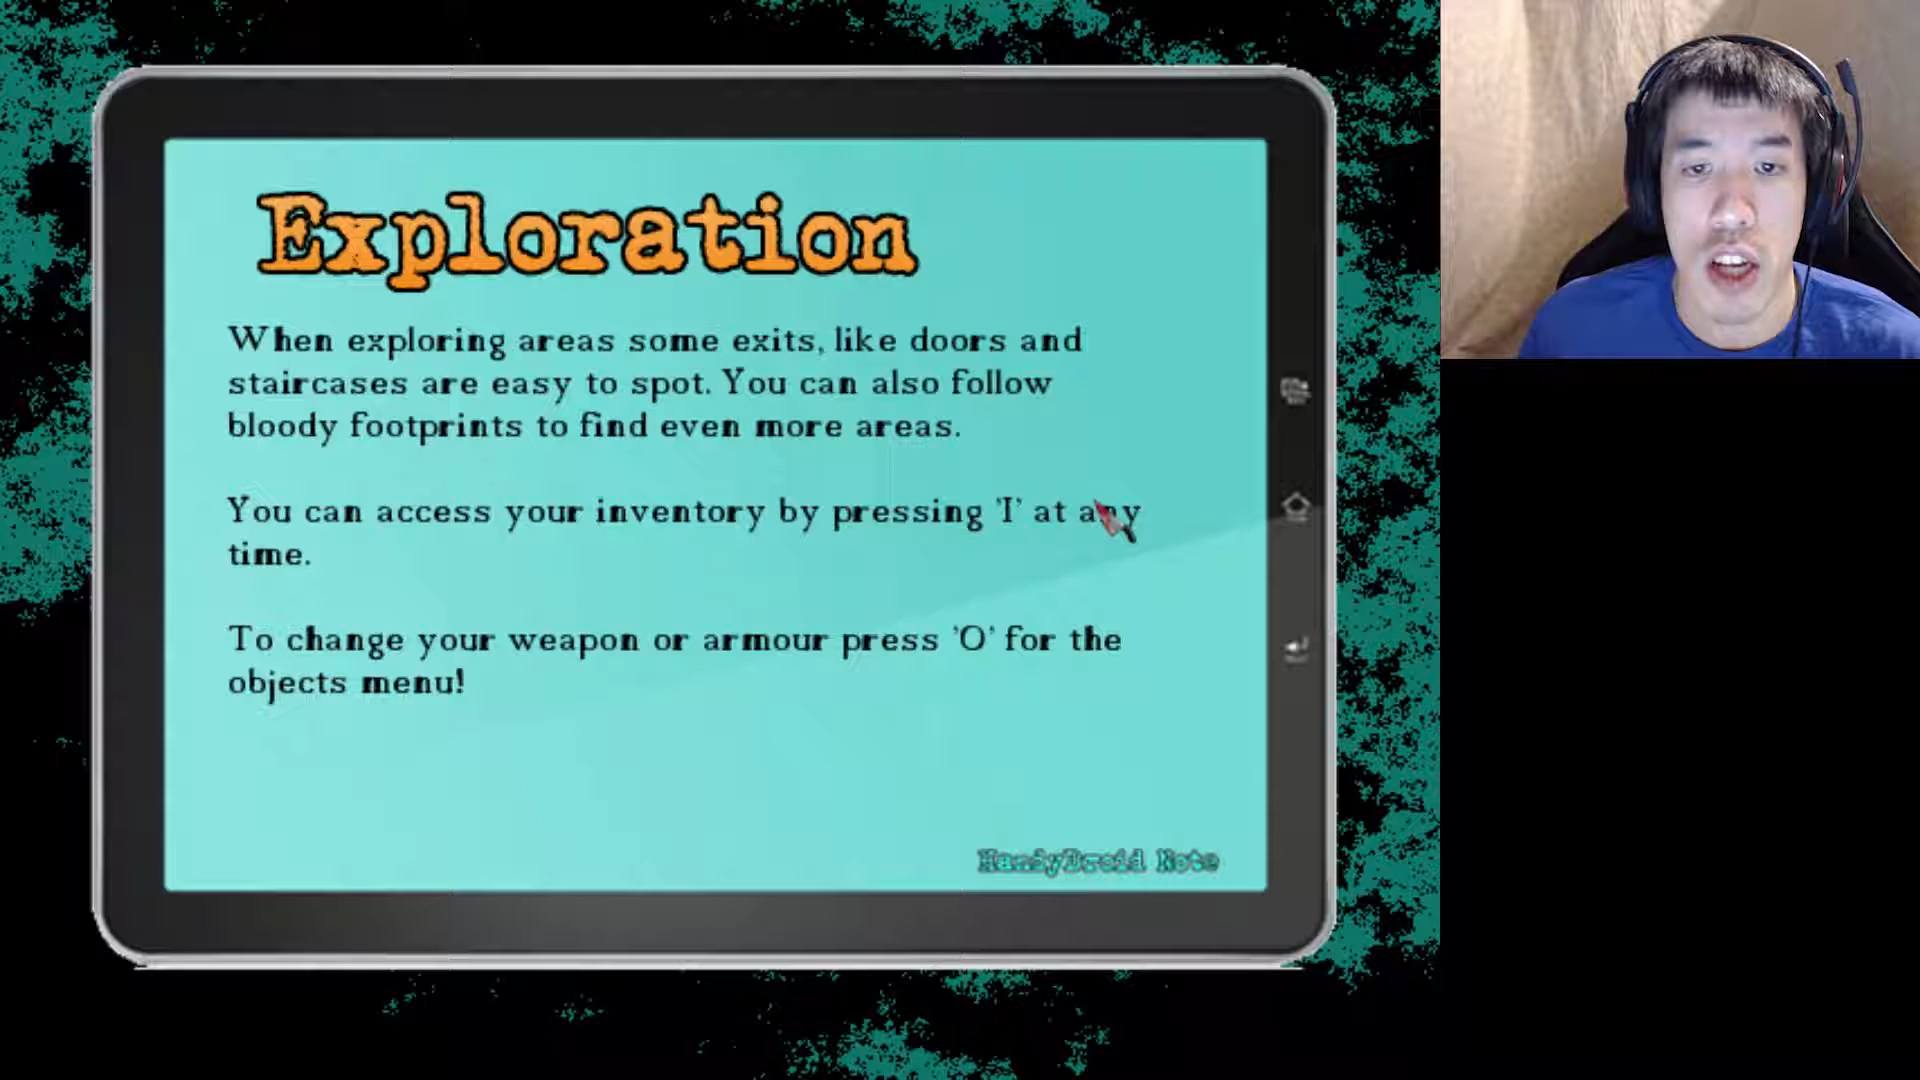 Exploration
When exploring areas some exits, like doors and
staircases are easy to spot. You can also follow
bloody footprints to find even more areas.
You can access your inventory by pressing 'I' at any
time.
To change your weapon or armour press 'O' for the
objects menu!
HandyDroid Note